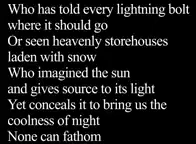 Who has told every lightning bolt
where it should go
Or seen heavenly storehouses
laden with snow
Who imagined the sun
and gives source to its light
Yet conceals it to bring us the
coolness of night
None can fathom